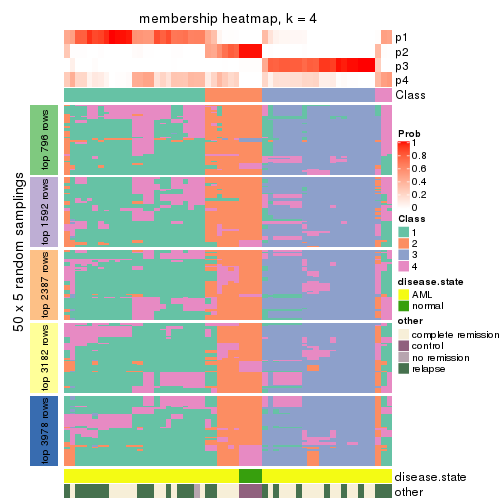 membership heatmap, k = 4
p1
p2
p3
p4
Class
50 x 5 random samplings
top 796 rows
top 1592 rows
top 2387 rows
top 3182 rows
top 3978 rows
Prob
1
0.8
0.6
0.4
0.2
0
Class
1
2
3
4
disease.state
AML
normal
other
complete remission
control
no remission
relapse
disease.state
other